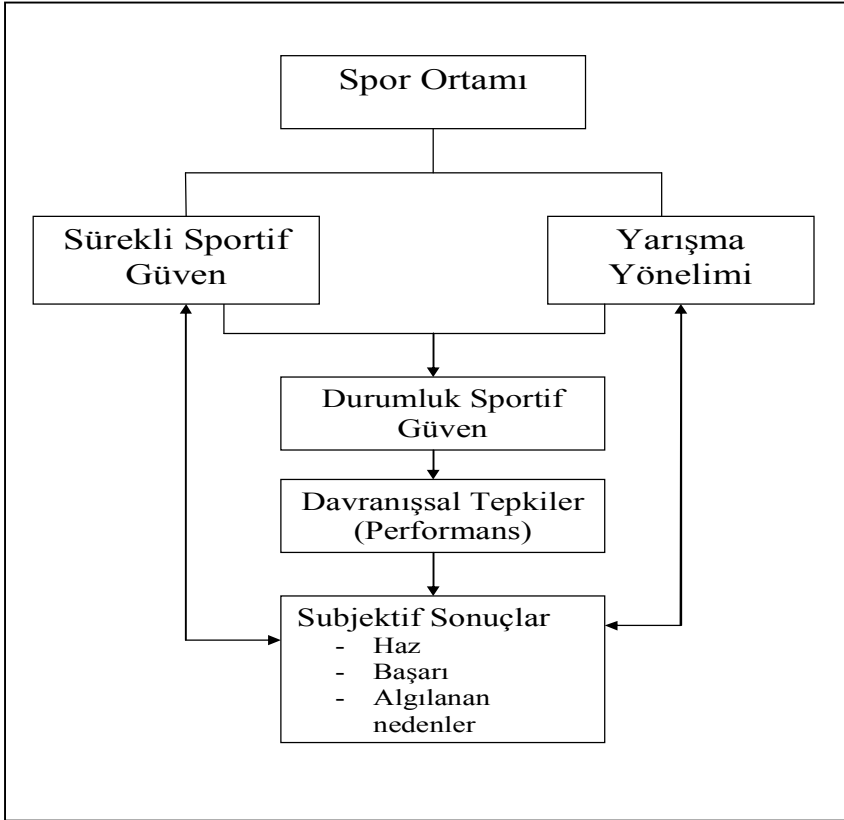 Spor Ortamı
Sürekli Sportif
Güven
Yarışma
Yönelimi
Durumluk Sportif
Güven
Davranışsal Tepkiler
(Performans)
Subjektif Sonuçlar
- Haz
- Başarı
- Algılanan
nedenler